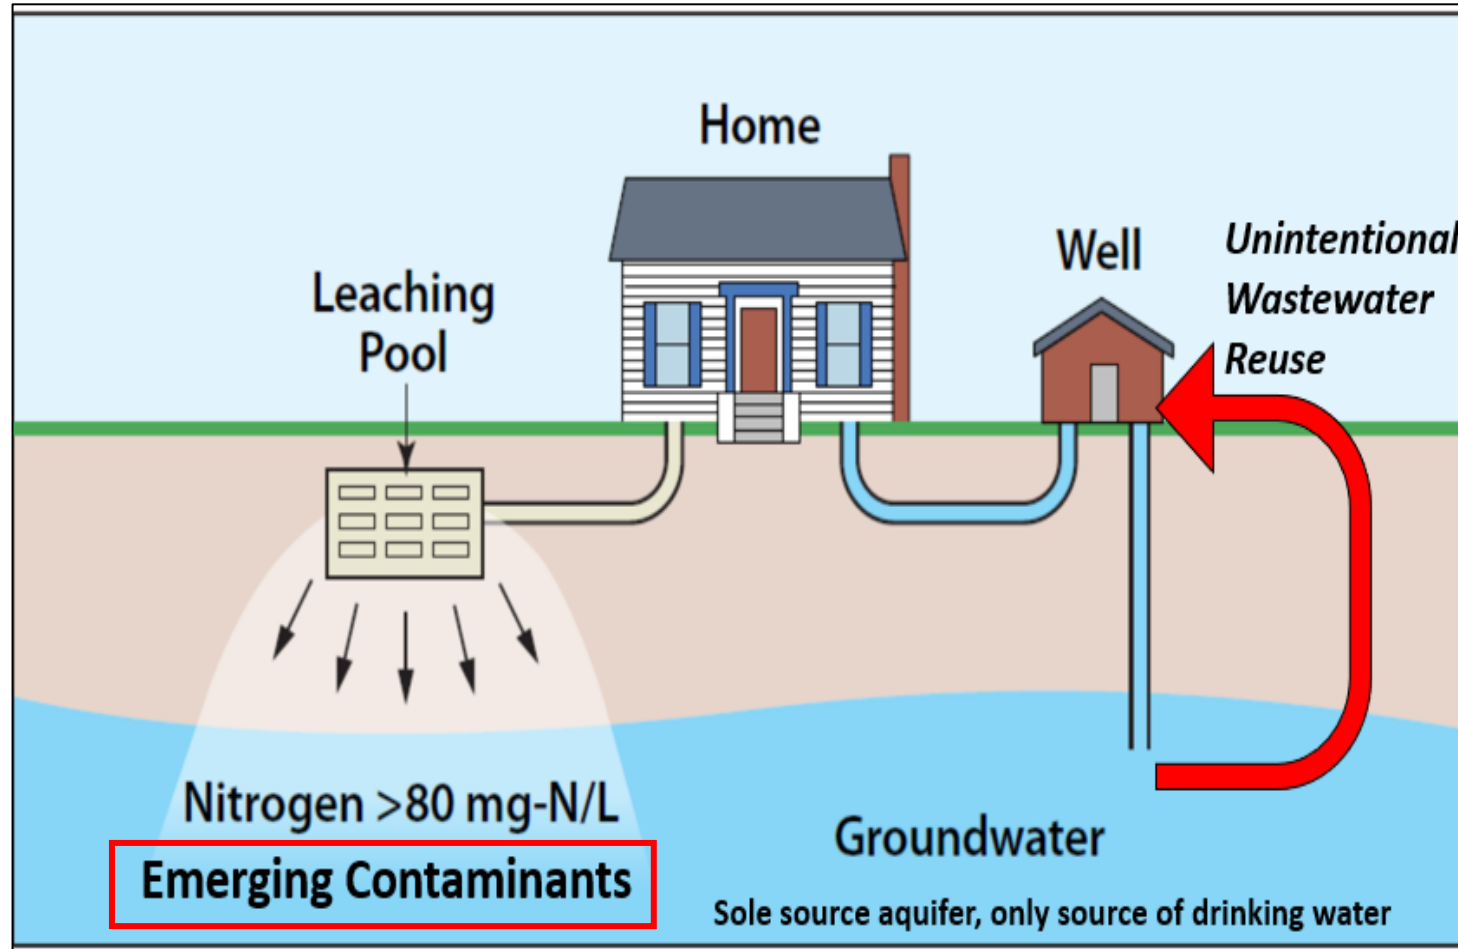 Home
Well
Unintentional
Wastewater
Reuse
Leaching
Pool
Nitrogen >80 mg-N/L
Emerging Contaminants
Groundwater
Sole source aquifer, only source of drinking water